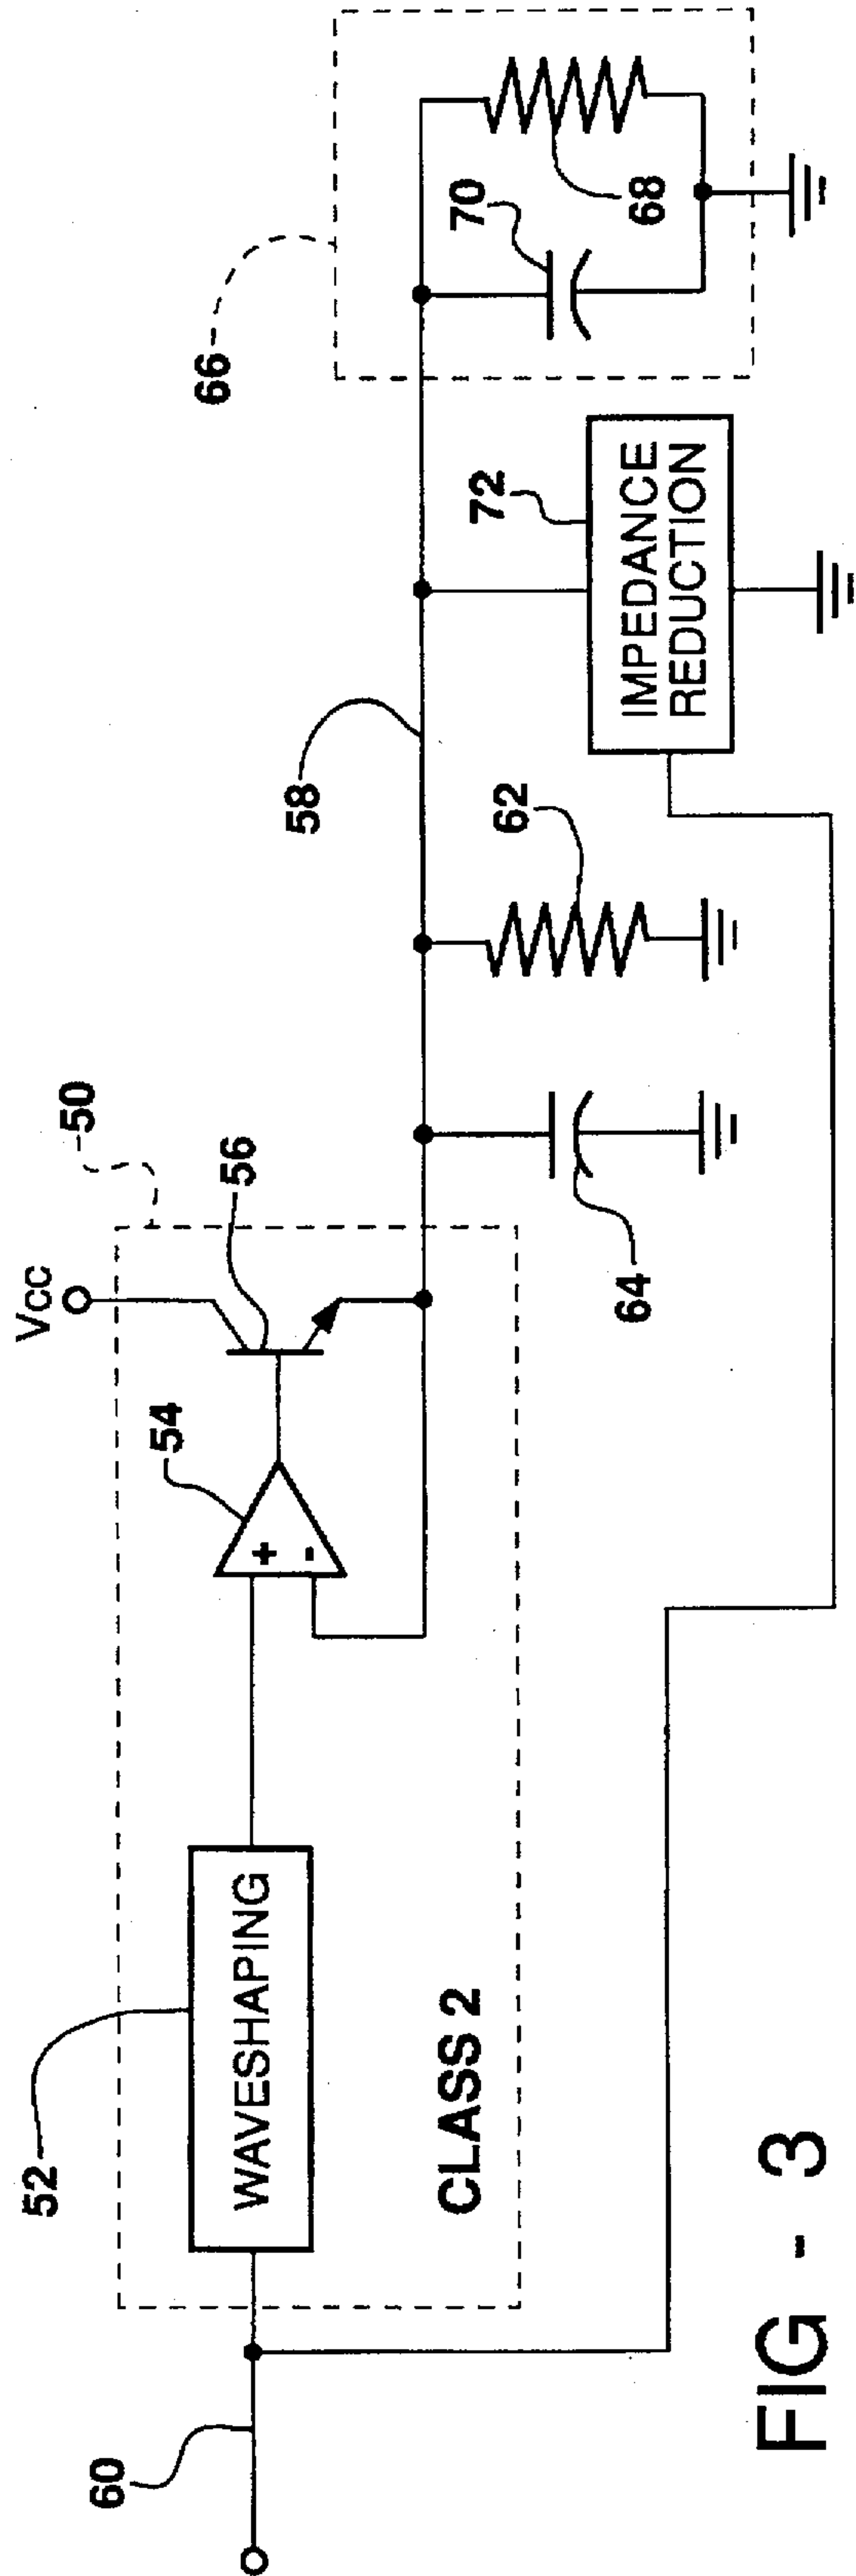 Vcc
50
52
WAVESHAPING
54
56
CLASS 2
60
58
64
62
72
IMPEDANCE
REDUCTION
66
70
68
+
-
FIG - 3